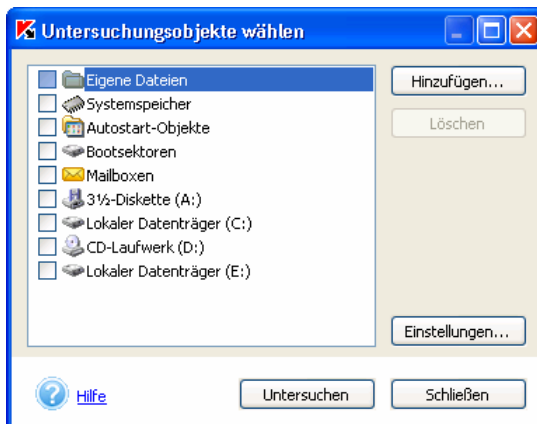 Untersuchungsobjekte wählen
Eigene Dateien
Systemspeicher
Autostart-Objekte
Bootsektoren
Mailboxen
3½-Diskette (A:)
Lokaler Datenträger (C:)
CD-Laufwerk (D:)
Lokaler Datenträger (E:)
Hinzufügen...
Löschen
Einstellungen...
Hilfe
Untersuchen
Schließen